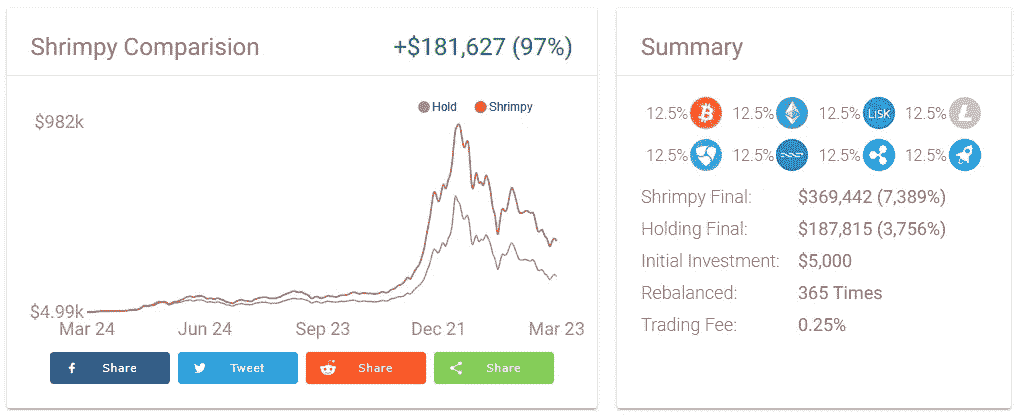 Shrimpy Comparision
+$181,627 (97%)
Hold
Shrimpy
$982k
$4.99k
Mar 24
Jun 24
Sep 23
Dec 21
Mar 23
Share
Tweet
Share
Share
Summary
12.5% 12.5% 12.5% LISK 12.5%
12.5% 12.5% 12.5% 12.5%
Shrimpy Final: $369,442 (7,389%)
Holding Final: $187,815 (3,756%)
Initial Investment: $5,000
Rebalanced: 365 Times
Trading Fee: 0.25%